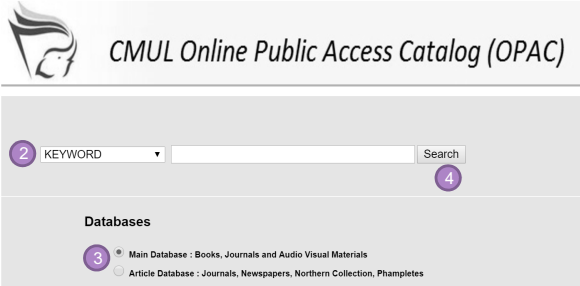 CMUL Online Public Access Catalog (OPAC)
2 KEYWORD ▼ Search
4
Databases
3 Main Database : Books, Journals and Audio Visual Materials
Article Database : Journals, Newspapers, Northern Collection, Phampletes